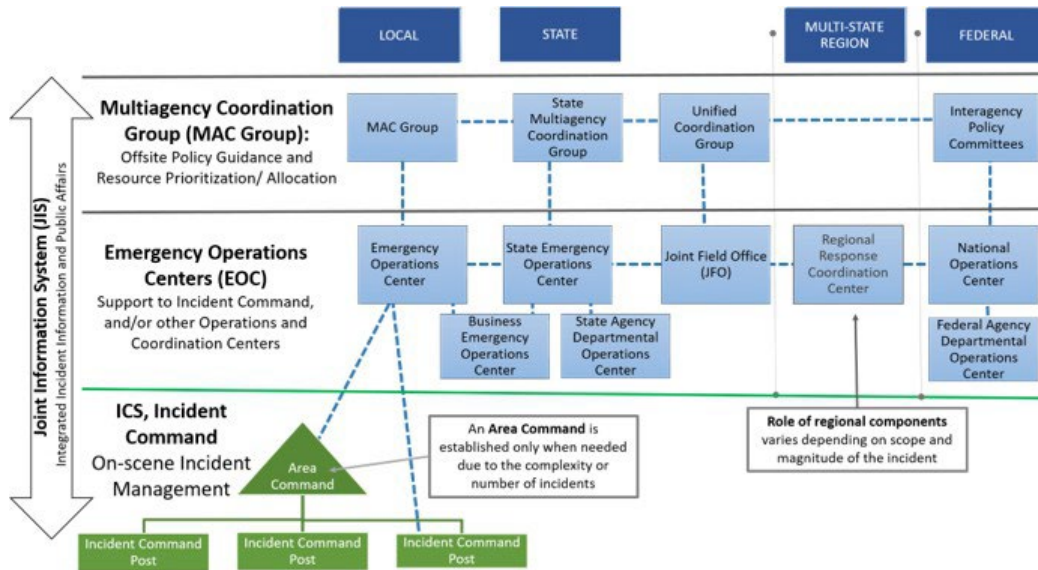 LOCAL
STATE
MULTI-STATE
REGION
FEDERAL
Joint Information System (JIS)
Integrated Incident Information and Public Affairs
Multiagency Coordination
Group (MAC Group):
Offsite Policy Guidance and
Resource Prioritization/ Allocation
MAC Group
State
Multiagency
Coordination
Group
Unified
Coordination
Group
Interagency
Policy
Committees
Emergency Operations
Centers (EOC)
Support to Incident Command,
and/or other Operations and
Coordination Centers
Emergency
Operations
Center
State Emergency
Operations
Center
Joint Field Office
(JFO)
Regional
Response
Coordination
Center
National
Operations
Center
Business
Emergency
Operations
Center
State Agency
Departmental
Operations
Center
Federal Agency
Departmental
Operations
Center
ICS, Incident
Command
On-scene Incident
Management
Area
Command
An Area Command is
established only when needed
due to the complexity or
number of incidents
Role of regional components
varies depending on scope and
magnitude of the incident
Incident Command
Post
Incident Command
Post
Incident Command
Post